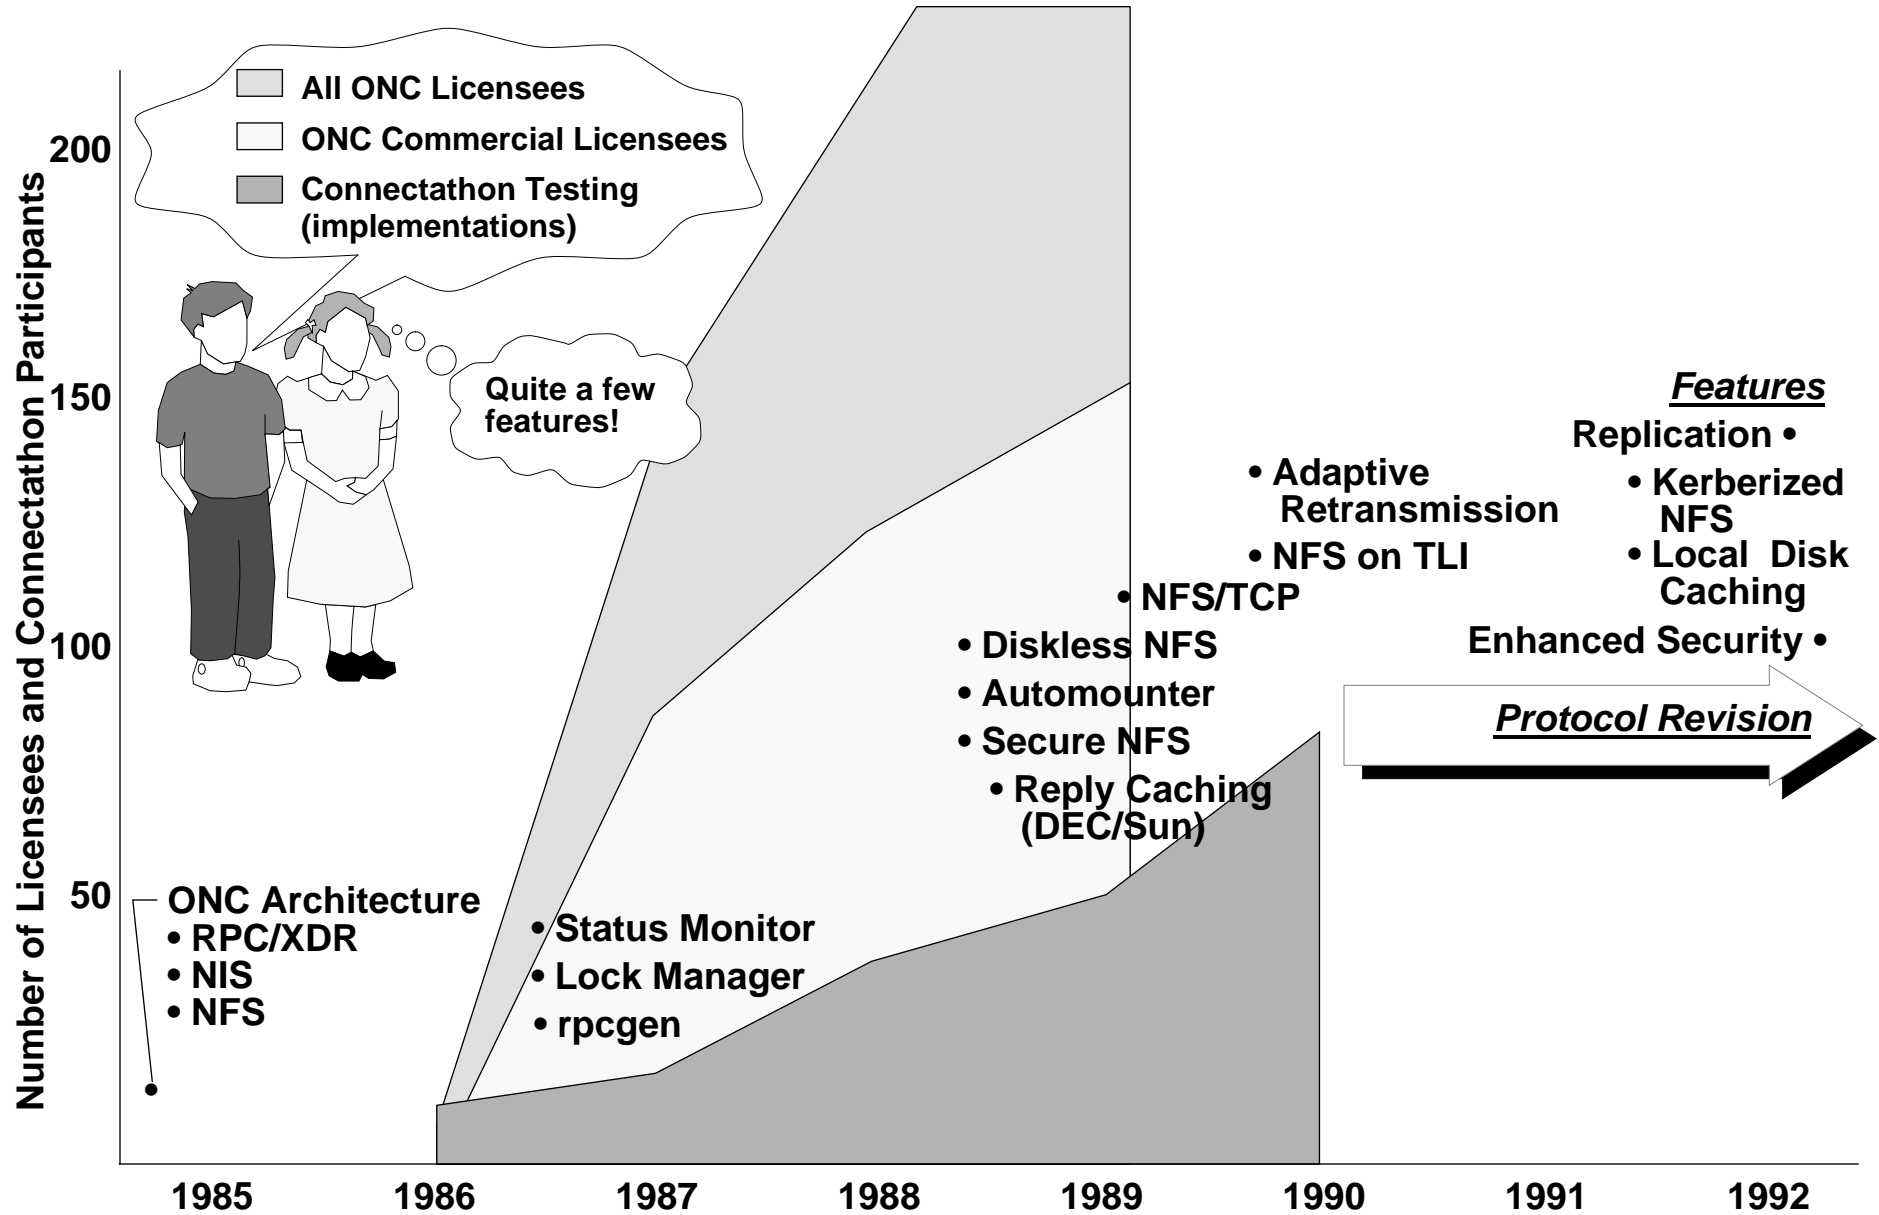 All ONC Licensees
ONC Commercial Licensees
Connectathon Testing
(implementations)
Quite a few
features!
Number of Licensees and Connectathon Participants
200
150
100
50
ONC Architecture
• RPC/XDR
• NIS
• NFS
• Status Monitor
• Lock Manager
• rpcgen
• Diskless NFS
• Automounter
• Secure NFS
• Reply Caching
(DEC/Sun)
• NFS/TCP
• Adaptive
Retransmission
• NFS on TLI
Features
Replication •
• Kerberized
NFS
• Local Disk
Caching
Enhanced Security •
Protocol Revision
1985
1986
1987
1988
1989
1990
1991
1992